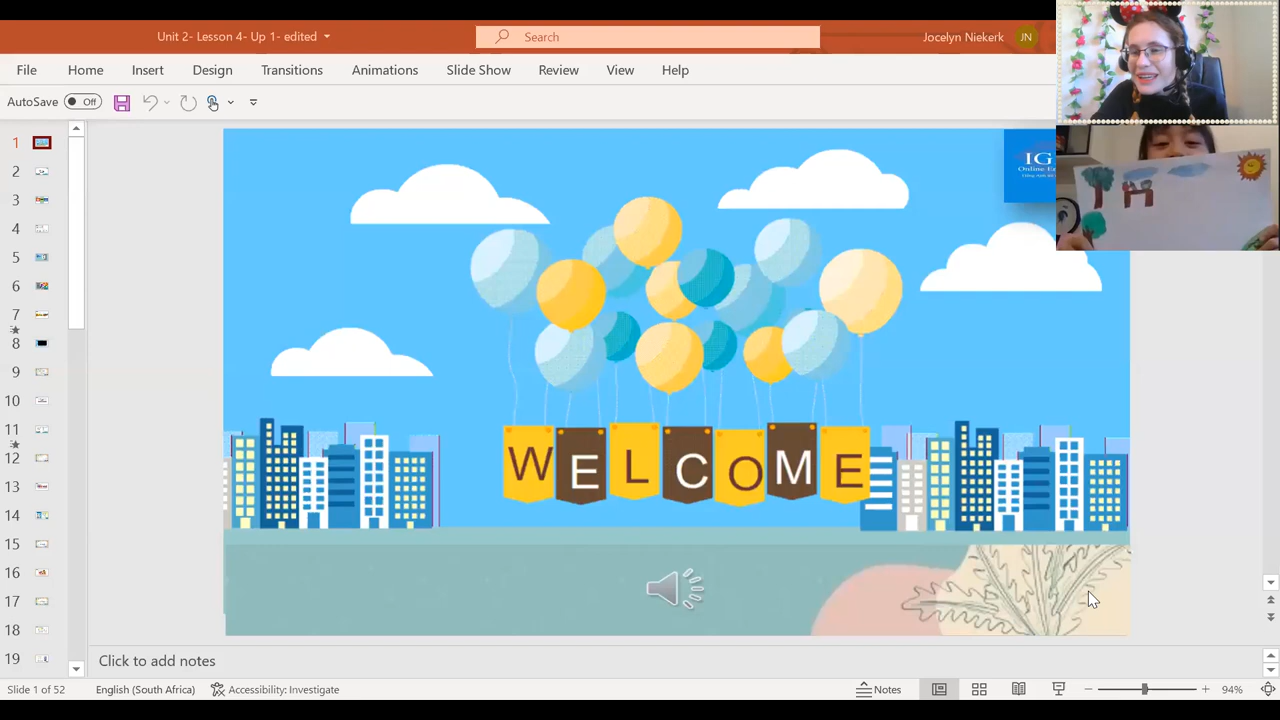 Unit 2- Lesson 4- Up 1- edited
Search
Jocelyn Niekerk
JN
File
Home
Insert
Design
Transitions
Animations
Slide Show
Review
View
Help
AutoSave
Off
1
2
3
4
5
6
7
8
9
10
11
12
13
14
15
16
17
18
19
IG
Online
WELCOME
Click to add notes
Slide 1 of 52
English (South Africa)
Accessibility: Investigate
Notes
94%